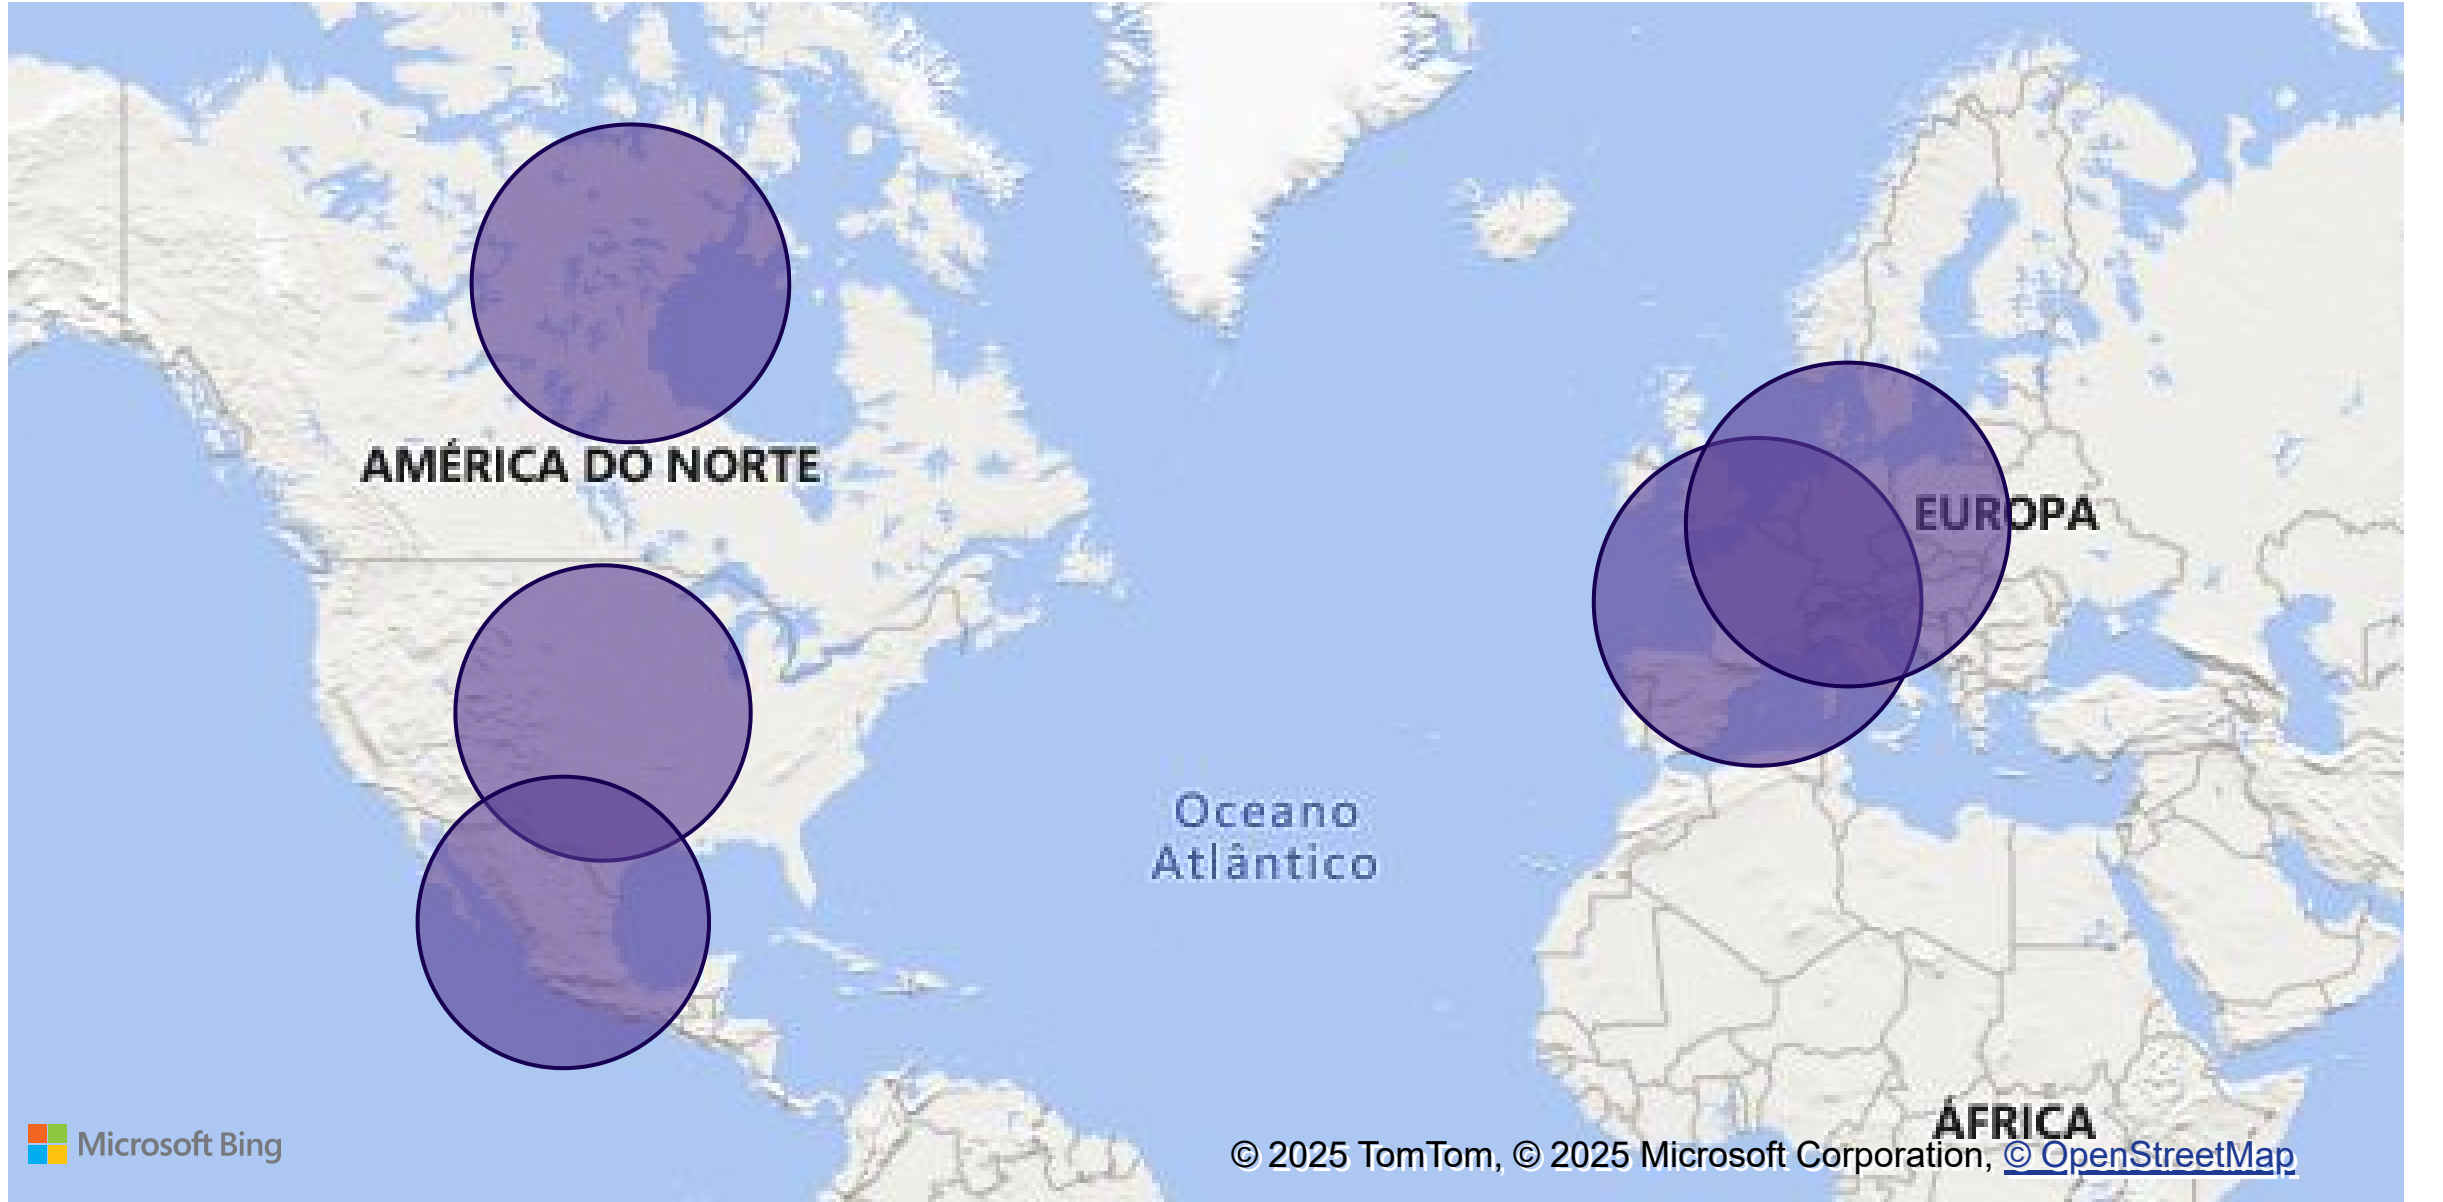 AMÉRICA DO NORTE
EUROPA
Oceano
Atlântico
ÁFRICA
Microsoft Bing
© 2025 TomTom, © 2025 Microsoft Corporation, © OpenStreetMap